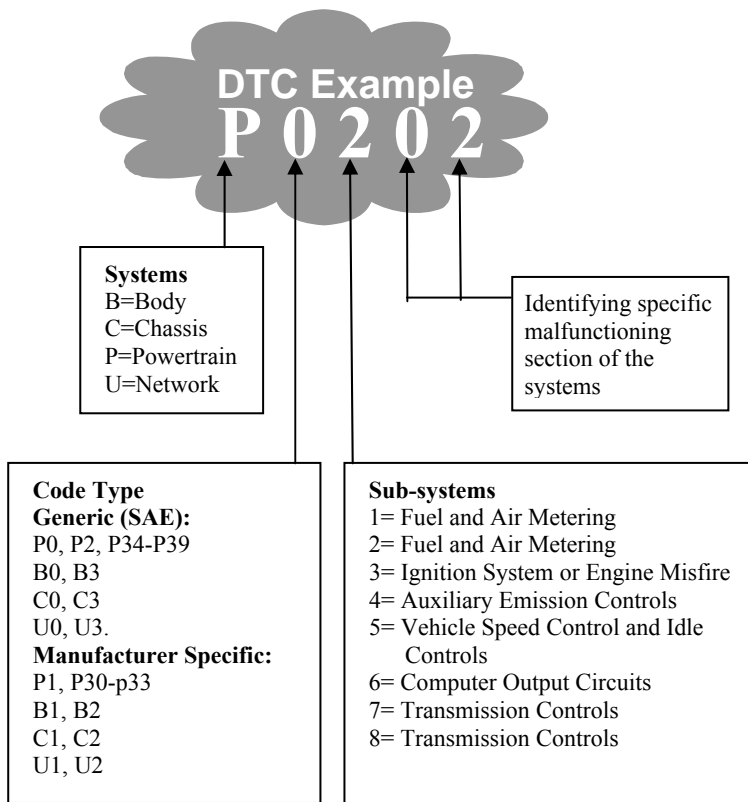 DTC Example
P 0 2 0 2
Systems
B=Body
C=Chassis
P=Powertrain
U=Network
Identifying specific
malfunctioning
section of the
systems
Code Type
Generic (SAE):
P0, P2, P34-P39
B0, B3
C0, C3
U0, U3.
Manufacturer Specific:
P1, P30-p33
B1, B2
C1, C2
U1, U2
Sub-systems
1= Fuel and Air Metering
2= Fuel and Air Metering
3= Ignition System or Engine Misfire
4= Auxiliary Emission Controls
5= Vehicle Speed Control and Idle
Controls
6= Computer Output Circuits
7= Transmission Controls
8= Transmission Controls